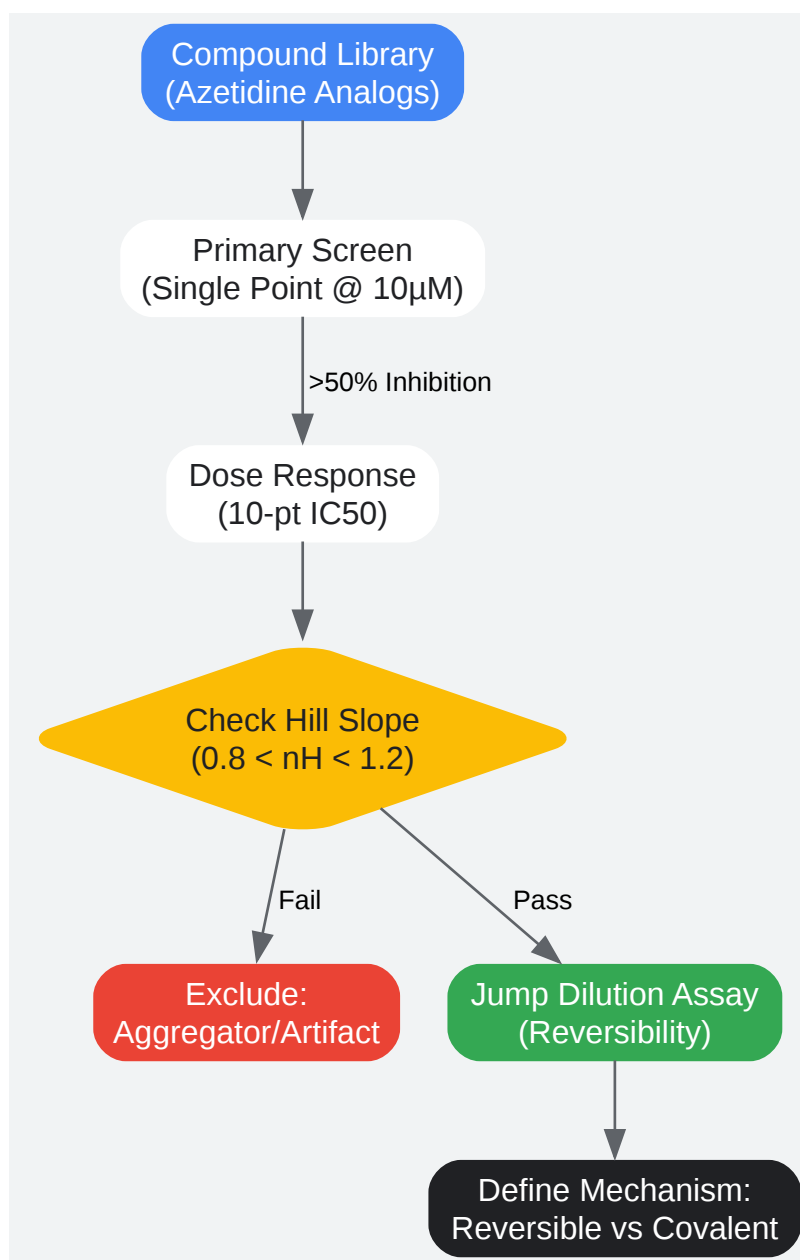 Compound Library
(Azetidine Analogs)
Primary Screen
(Single Point @ 10µM)
>50% Inhibition
Dose Response
(10-pt IC50)
Check Hill Slope
(0.8 < nH < 1.2)
Fail
Pass
Exclude:
Aggregator/Artifact
Jump Dilution Assay
(Reversibility)
Define Mechanism:
Reversible vs Covalent